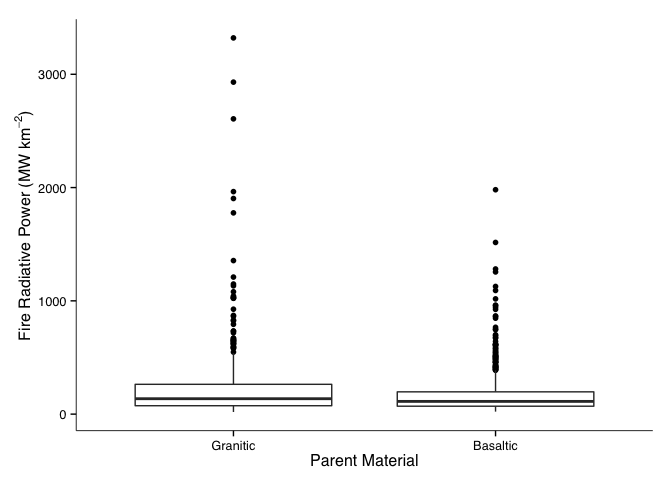 3000
2000
1000
0
Fire Radiative Power (MW km⁻²)
Granitic
Basaltic
Parent Material